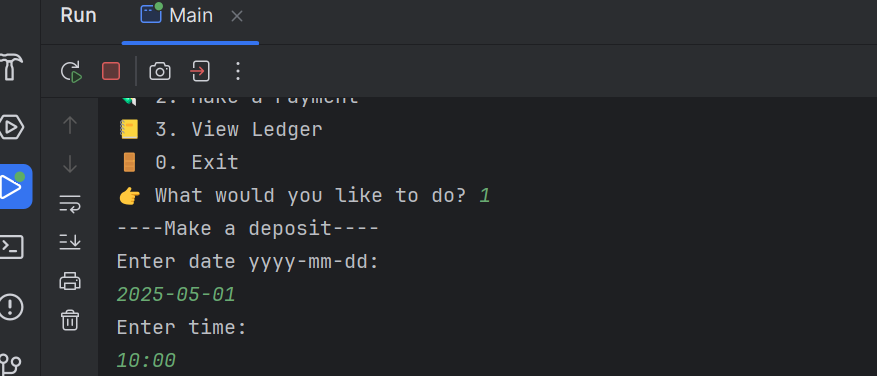 Run
Main
2. Make a Payment
3. View Ledger
0. Exit
What would you like to do? 1
----Make a deposit----
Enter date yyyy-mm-dd:
2025-05-01
Enter time:
10:00